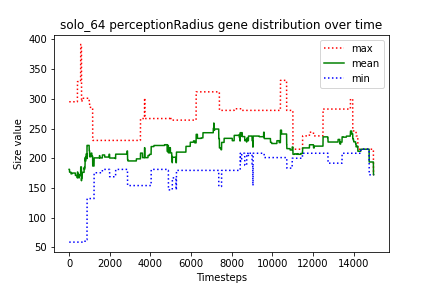 solo_64 perceptionRadius gene distribution over time
max
mean
min
Size value
400
350
300
250
200
150
100
50
0
2000
4000
6000
8000
10000
12000
14000
Timesteps